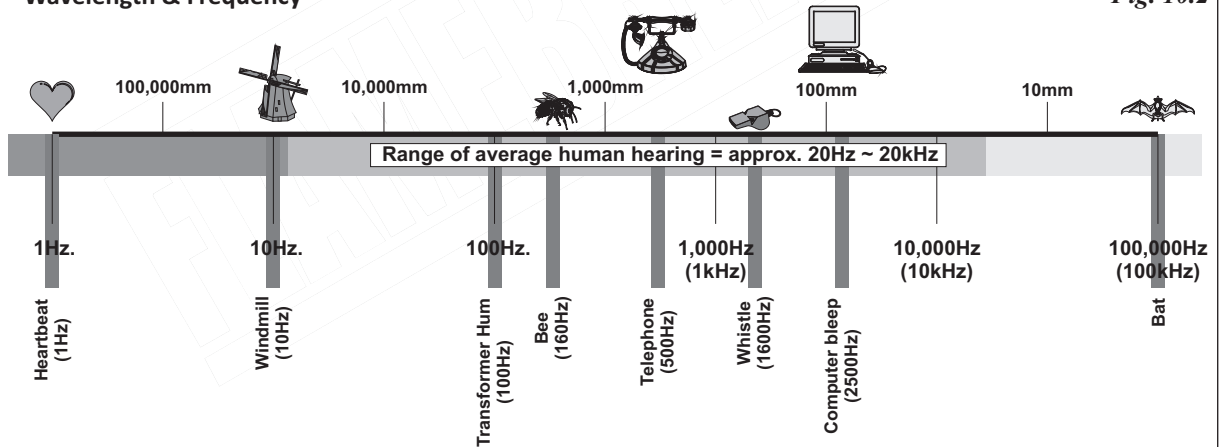 Wavelength & Frequency
Fig. 10.2
100,000mm
10,000mm
1,000mm
100mm
10mm
Range of average human hearing = approx. 20Hz ~ 20kHz
1Hz.
10Hz.
100Hz.
1,000Hz
(1kHz)
10,000Hz
(10kHz)
100,000Hz
(100kHz)
Heartbeat
(1Hz)
Windmill
(10Hz)
Transformer Hum
(100Hz)
Bee
(160Hz)
Telephone
(500Hz)
Whistle
(1600Hz)
Computer bleep
(2500Hz)
Bat